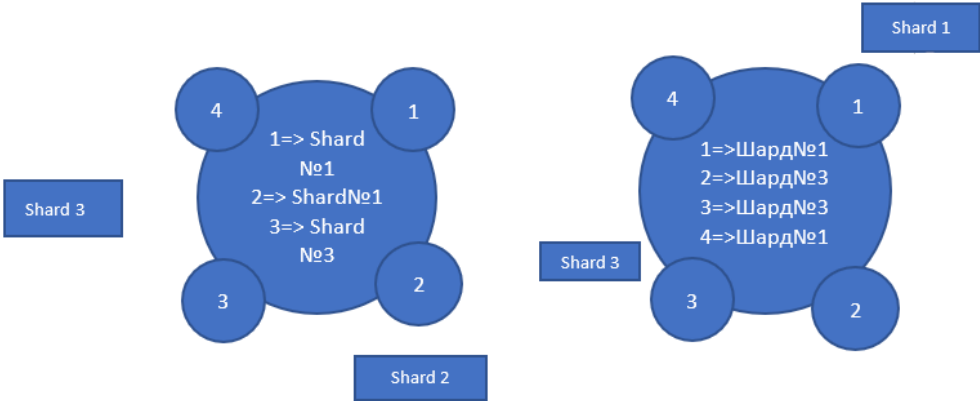 4
1
1=> Shard
№1
2=> Shard№1
3=> Shard
№3
Shard 3
3
2
Shard 2
Shard 1
4
1
1=>Шард№1
2=>Шард№3
3=>Шард№3
4=>Шард№1
Shard 3
3
2